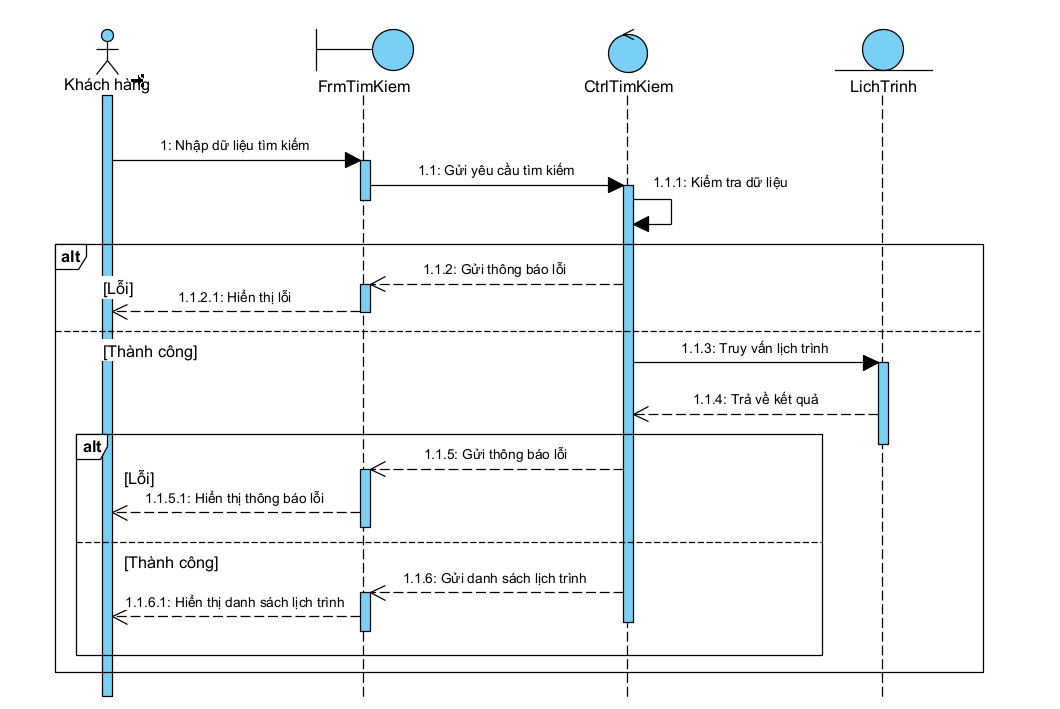 Khách hàng
FrmTimKiem
CtrlTimKiem
LichTrinh
1: Nhập dữ liệu tìm kiếm
1.1: Gửi yêu cầu tìm kiếm
1.1.1: Kiểm tra dữ liệu
alt
1.1.2: Gửi thông báo lỗi
[Lỗi]
1.1.2.1: Hiển thị lỗi
[Thành công]
1.1.3: Truy vấn lịch trình
1.1.4: Trả về kết quả
alt
1.1.5: Gửi thông báo lỗi
[Lỗi]
1.1.5.1: Hiển thị thông báo lỗi
[Thành công]
1.1.6: Gửi danh sách lịch trình
1.1.6.1: Hiển thị danh sách lịch trình